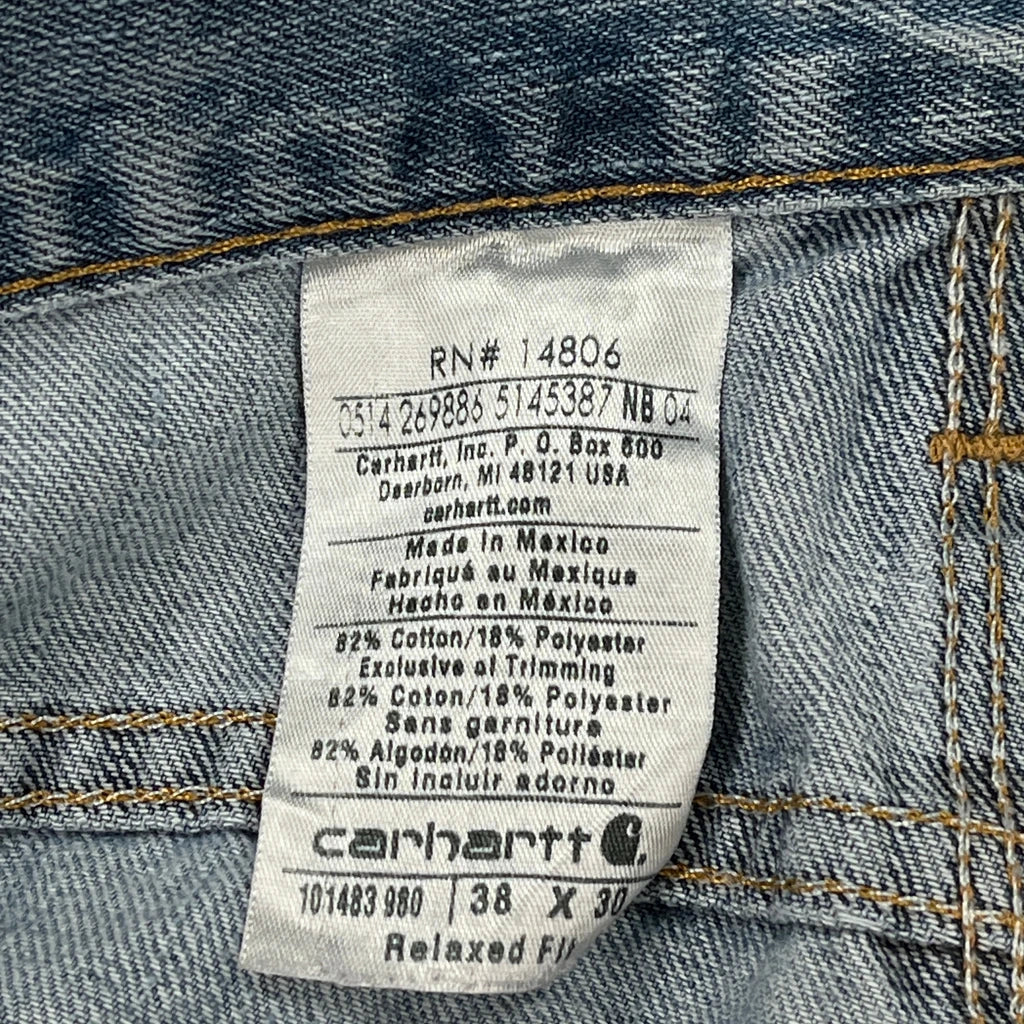 RN# 14806
0514 269886 5145387 NB 04
Carhartt, Inc. P. O. Box 600
Dearborn, MI 48121 USA
carhartt.com
Made in Mexico
Fabriqué au Mexique
Hecho en México
82% Cotton/18% Polyester
Exclusive of Trimming
82% Coton/18% Polyester
Sans garniture
82% Algodon/18% Poliéster
Sin incluir adorno
carhartt
101483 980 38 X 30
Relaxed Fit